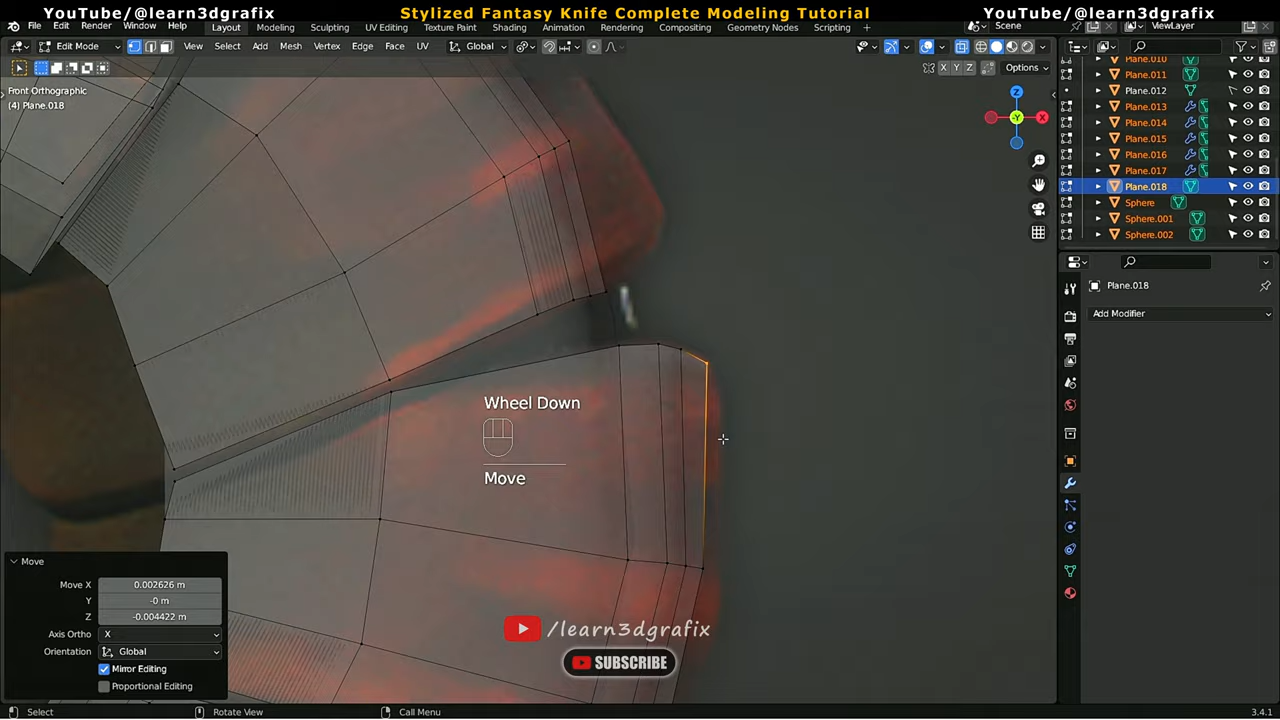 YouTube/@learn3dgrafix
Stylized Fantasy Knife Complete Modeling Tutorial
YouTube/@learn3dgrafix
File Edit Render Window Help
Layout Modeling Sculpting UV Editing Texture Paint Shading Animation Rendering Compositing Geometry Nodes Scripting +
Scene
ViewLayer
Edit Mode
View Select Add Mesh Vertex Edge Face UV
Global
X Y Z
Options
Front Orthographic
(4) Plane.018
Z
-Y
X
Plane.010
Plane.011
Plane.012
Plane.013
Plane.014
Plane.015
Plane.016
Plane.017
Plane.018
Sphere
Sphere.001
Sphere.002
Plane.018
Add Modifier
Wheel Down
Move
Move
Move X 0.002626 m
Y -0 m
Z -0.004422 m
Axis Ortho X
Orientation Global
Mirror Editing
Proportional Editing
/learn3dgrafix
SUBSCRIBE
Select
Rotate View
Call Menu
3.4.1